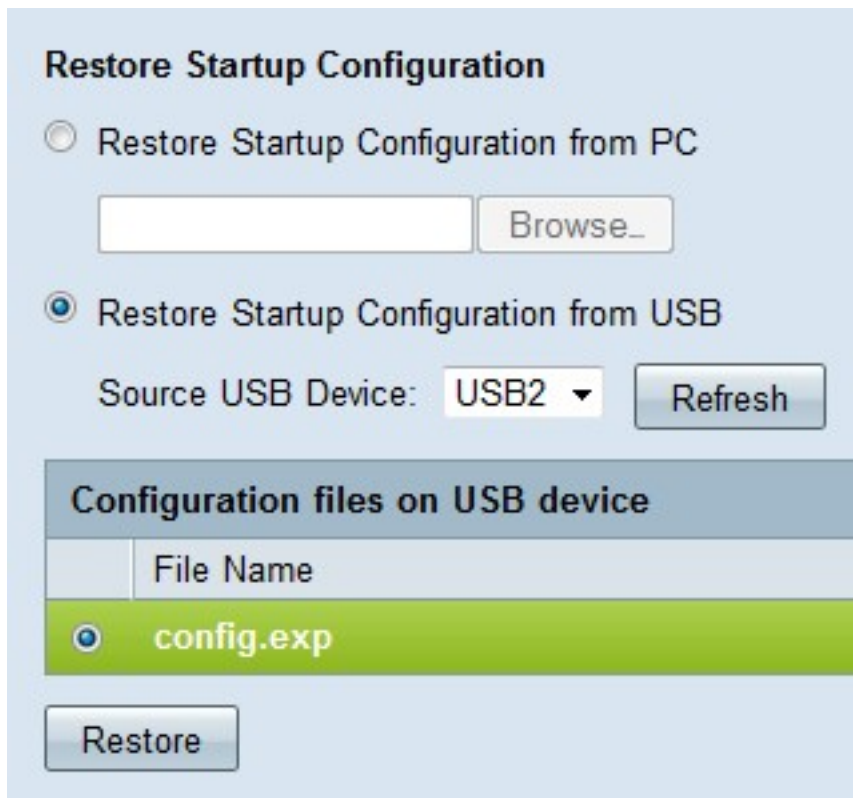 Restore Startup Configuration
Restore Startup Configuration from PC
Browse...
Restore Startup Configuration from USB
Source USB Device: USB2 Refresh
Configuration files on USB device
File Name
config.exp
Restore